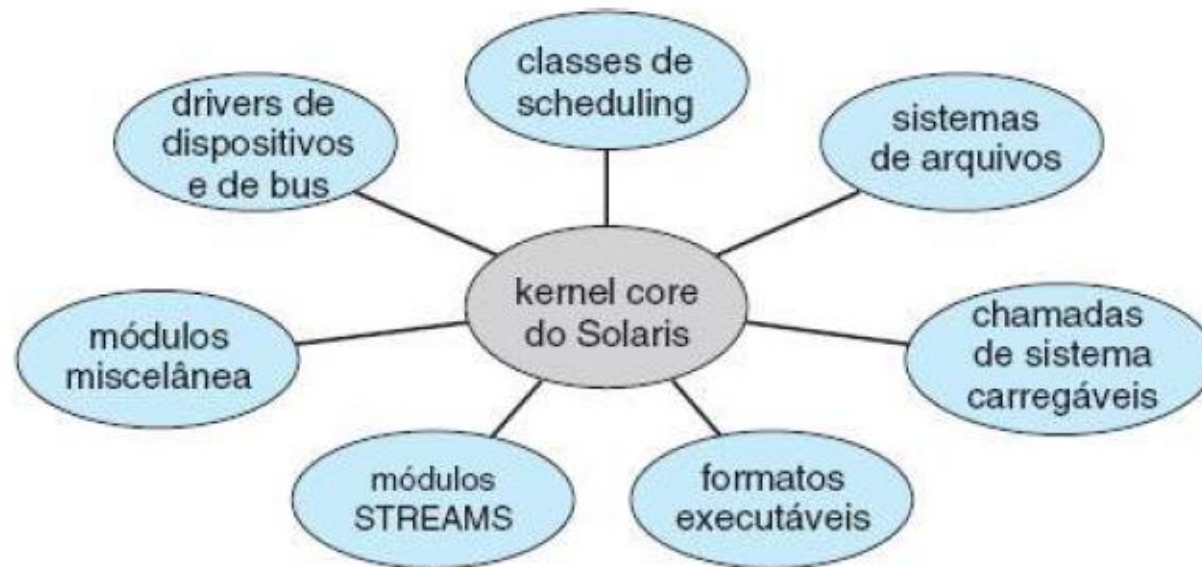 classes de
scheduling
drivers de
dispositivos
e de bus
sistemas
de arquivos
kernel core
do Solaris
módulos
miscelânea
chamadas
de sistema
carregáveis
módulos
STREAMS
formatos
executáveis